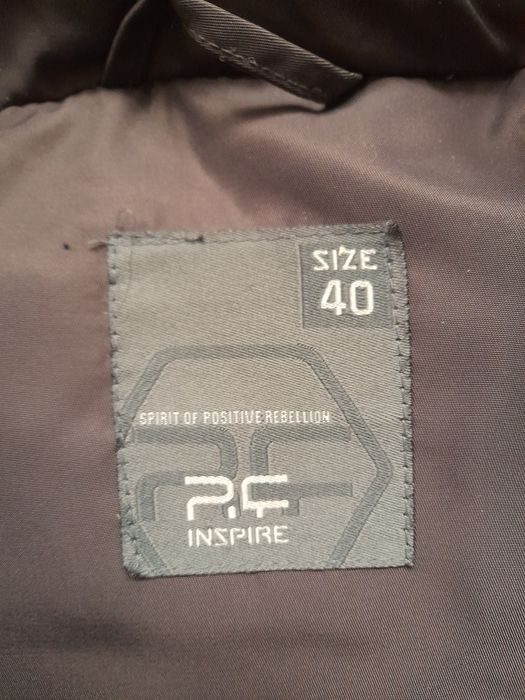 SIZE
40
SPIRIT OF POSITIVE REBELLION
P.F
INSPIRE